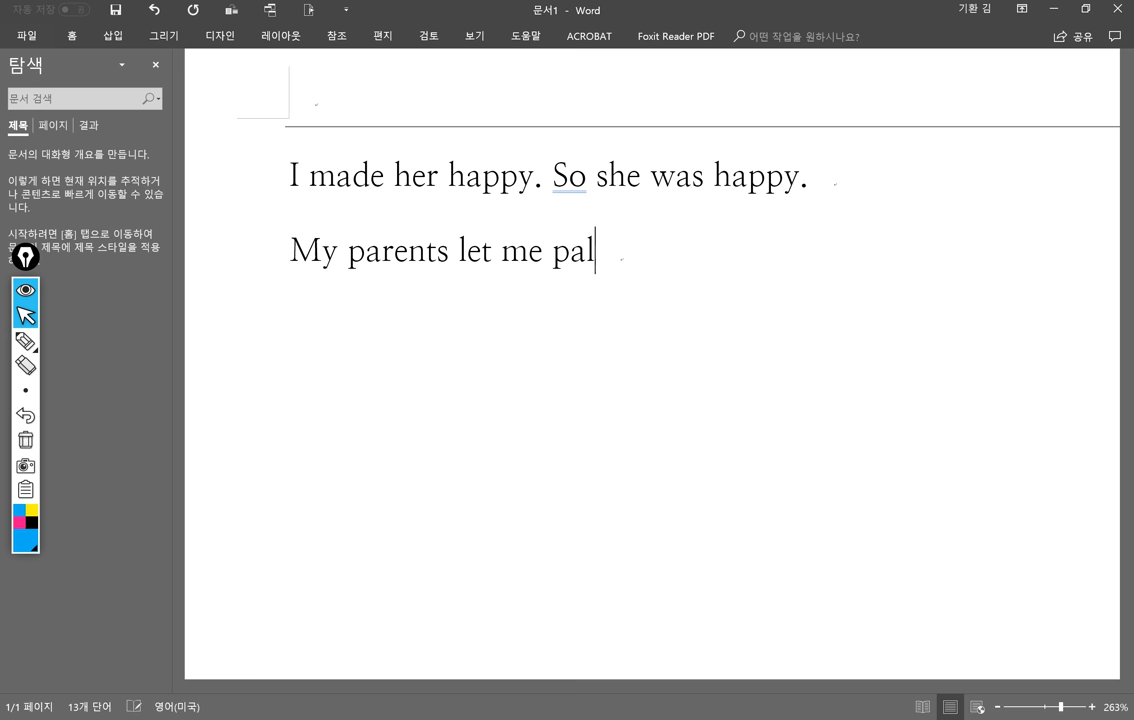 자동 저장
문서1 - Word
기환 김
파일 홈 삽입 그리기 디자인 레이아웃 참조 편지 검토 보기 도움말 ACROBAT Foxit Reader PDF 어떤 작업을 원하시나요? 공유
탐색
문서 검색
제목 페이지 결과
문서의 대화형 개요를 만듭니다.
이렇게 하면 현재 위치를 추적하거
나 콘텐츠로 빠르게 이동할 수 있습
니다.
시작하려면 [홈] 탭으로 이동하여
제목에 제목 스타일을 적용
I made her happy. So she was happy.
My parents let me pal
1/1 페이지 13개 단어 영어(미국) 263%